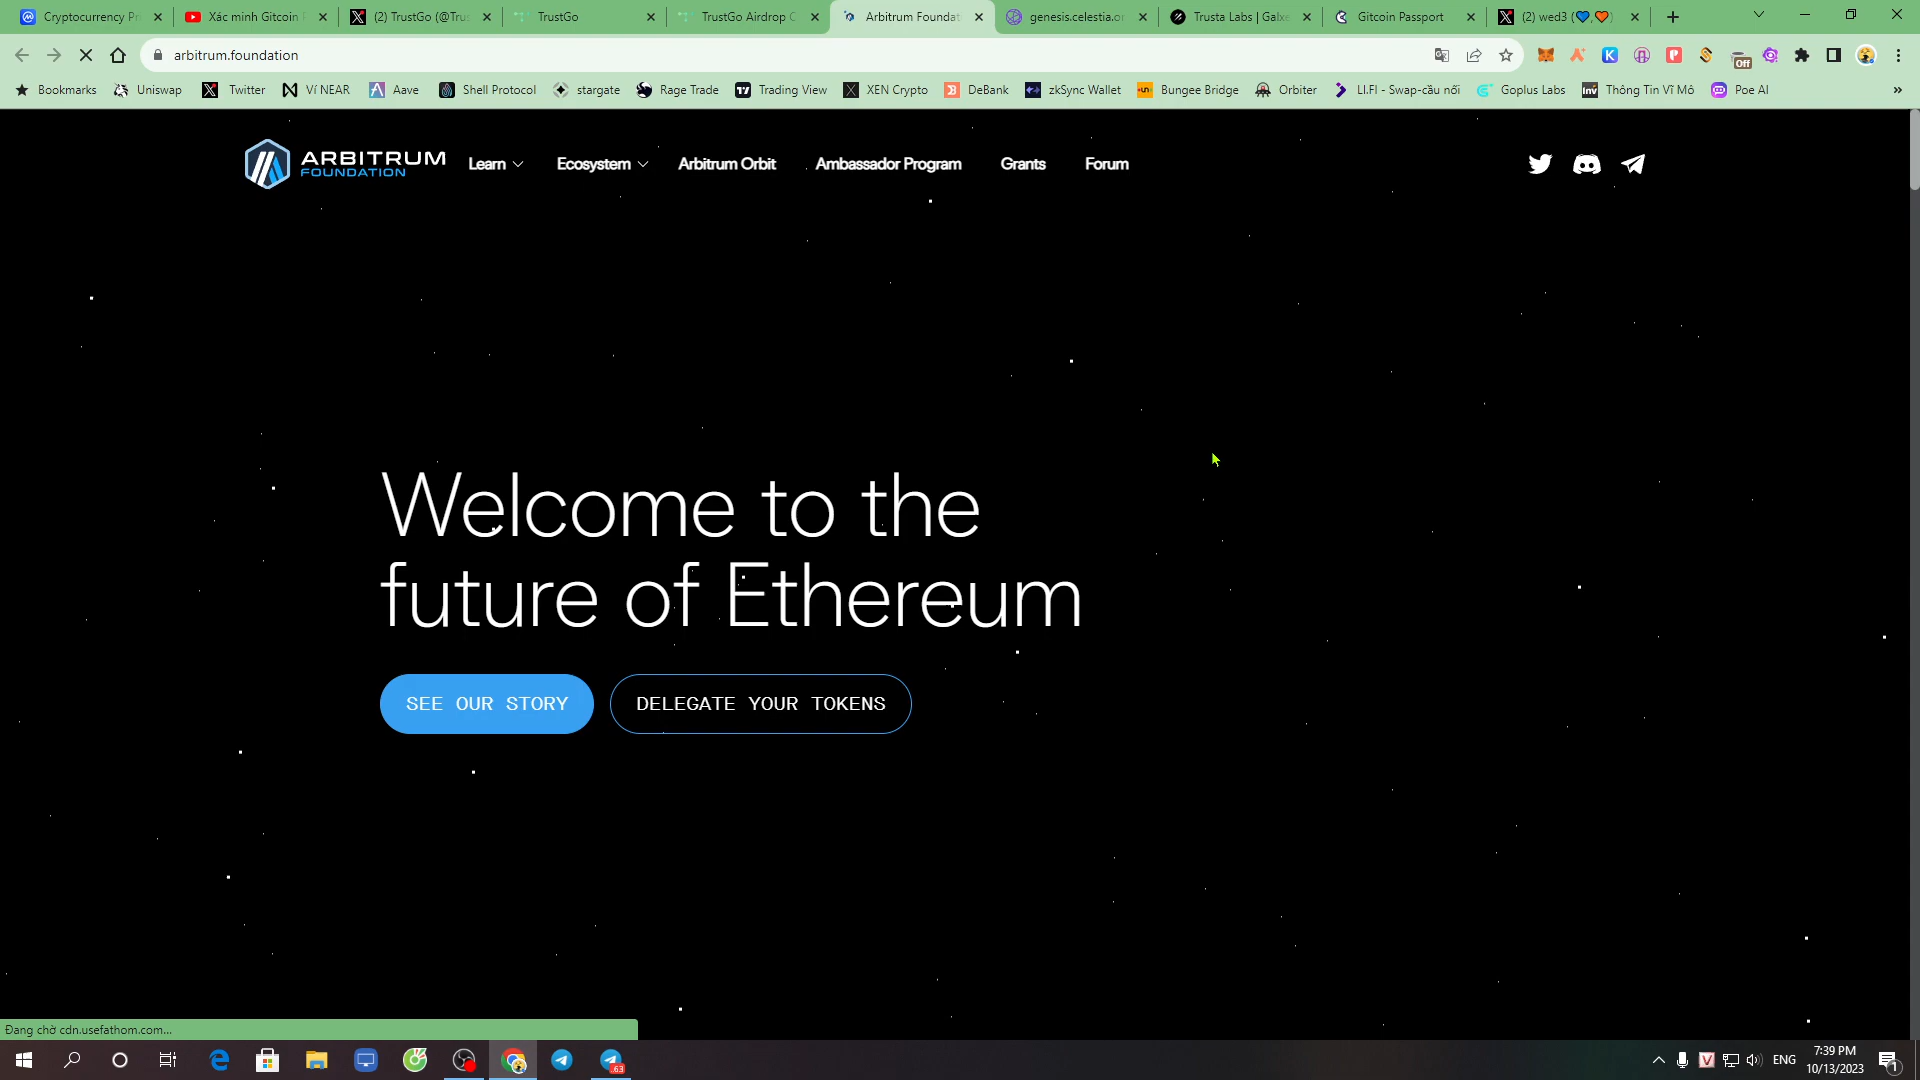 Cryptocurrency Pr
Xác minh Gitcoin
(2) TrustGo (@Trus
TrustGo
TrustGo Airdrop C
Arbitrum Foundat
genesis.celestia.or
Trusta Labs | Galxe
Gitcoin Passport
(2) wed3 (💙,🧡)
arbitrum.foundation
Off
Bookmarks
Uniswap
Twitter
Ví NEAR
Aave
Shell Protocol
stargate
Rage Trade
Trading View
XEN Crypto
DeBank
zkSync Wallet
Bungee Bridge
Orbiter
LI.FI - Swap-cầu nối
Goplus Labs
Thông Tin Vĩ Mô
Poe AI
ARBITRUM
FOUNDATION
Learn
Ecosystem
Arbitrum Orbit
Ambassador Program
Grants
Forum
Welcome to the
future of Ethereum
SEE OUR STORY
DELEGATE YOUR TOKENS
Đang chờ cdn.usefathom.com...
63
ENG
7:39 PM
10/13/2023
1